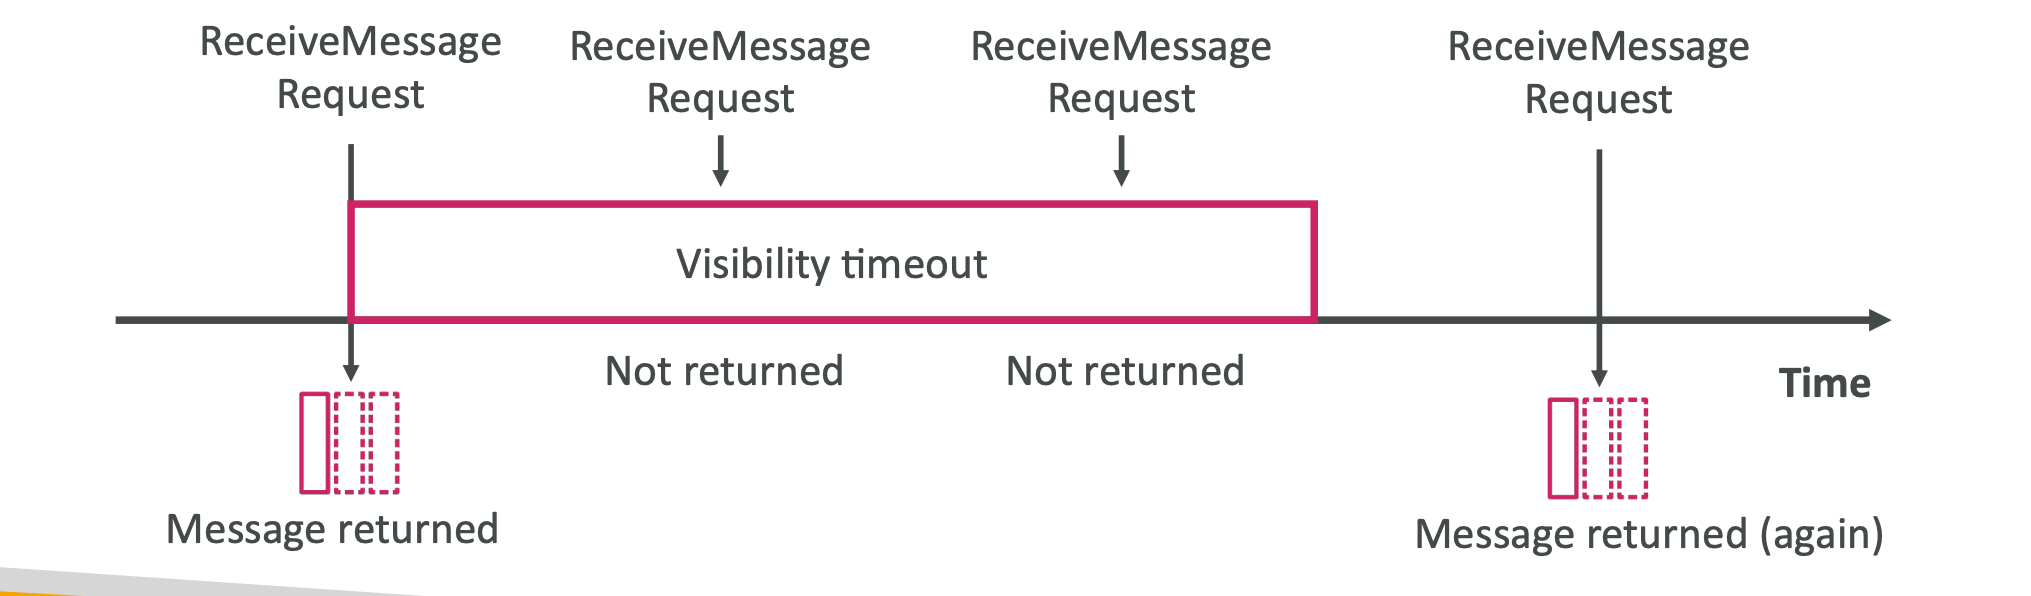 ReceiveMessage
Request
ReceiveMessage
Request
ReceiveMessage
Request
ReceiveMessage
Request
Visibility timeout
Not returned
Not returned
Time
Message returned
Message returned (again)